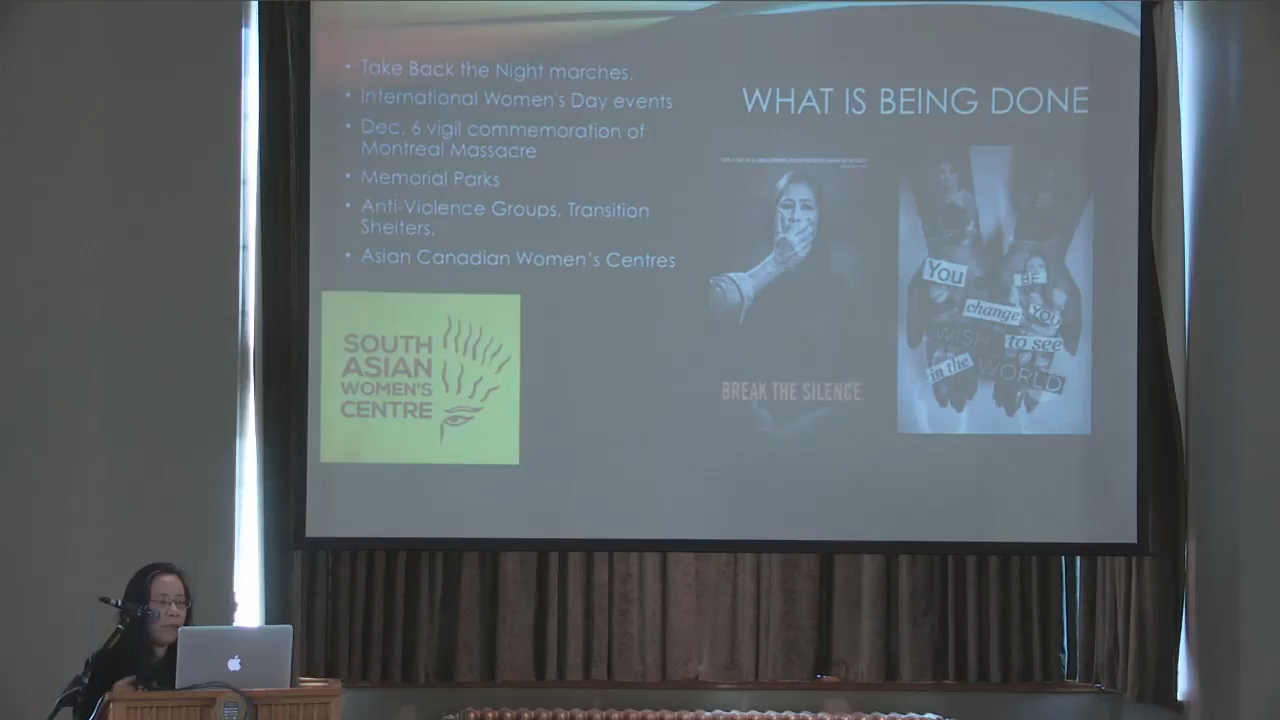 • Take Back the Night marches.
• International Women's Day events
• Dec. 6 vigil commemoration of
Montreal Massacre
• Memorial Parks
• Anti-Violence Groups. Transition
Shelters.
• Asian Canadian Women's Centres
SOUTH
ASIAN
WOMEN'S
CENTRE
WHAT IS BEING DONE
BREAK THE SILENCE.
You BE
change YOU
WISH to see
in the WORLD